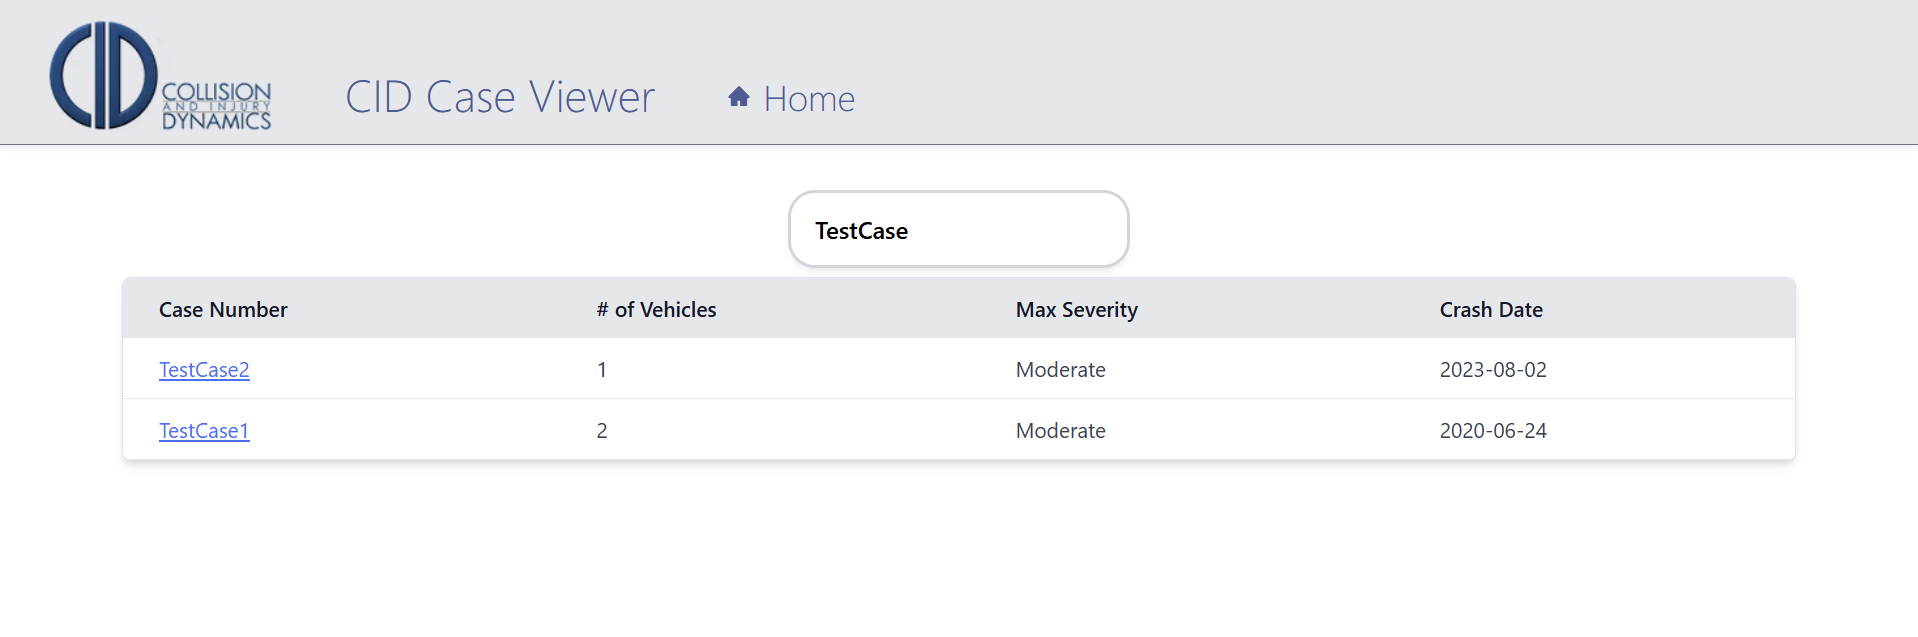 CID
COLLISION
AND INJURY
DYNAMICS
CID Case Viewer
Home
TestCase
Case Number # of Vehicles Max Severity Crash Date
TestCase2 1 Moderate 2023-08-02
TestCase1 2 Moderate 2020-06-24